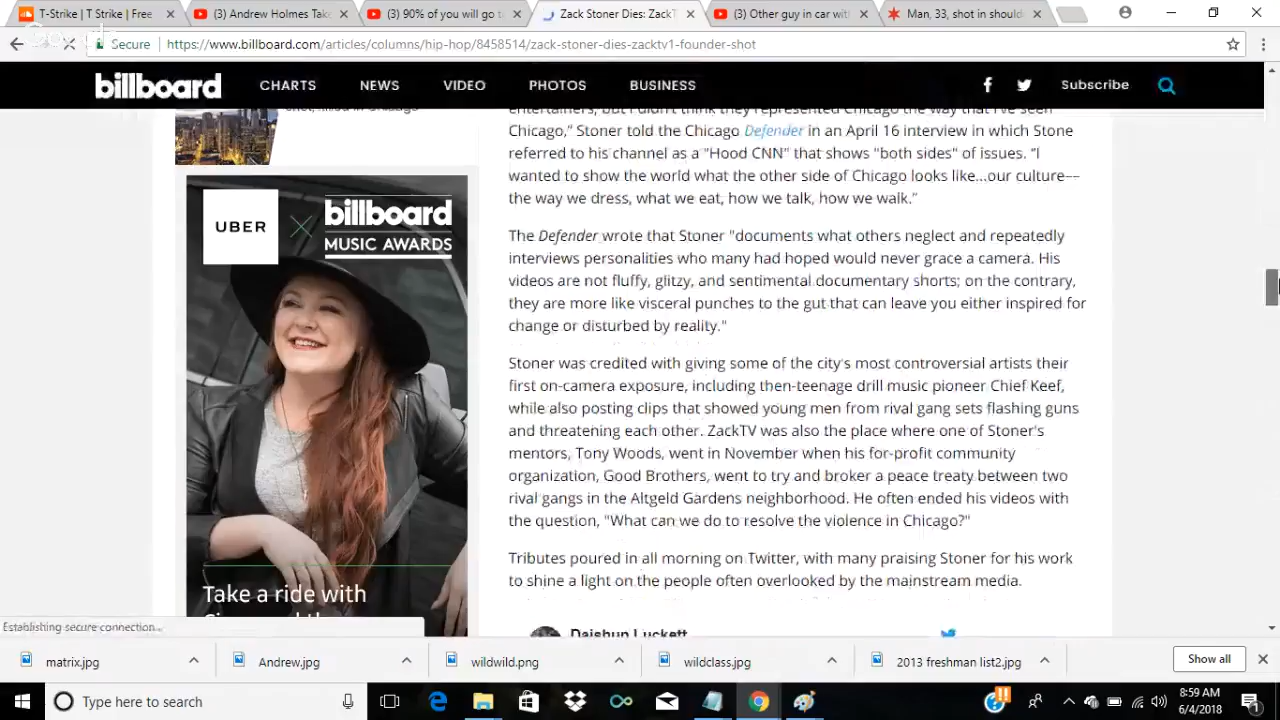 T-Strike | T Strike | Free
(3) Andrew Holmes Take
(3) 90% of you will go t
Zack Stoner Dies: ZackT
(3) Other guy in car with
Man, 33, shot in should
Secure https://www.billboard.com/articles/columns/hip-hop/8458514/zack-stoner-dies-zacktv1-founder-shot
billboard CHARTS NEWS VIDEO PHOTOS BUSINESS Subscribe
entertainers, but I didn't think they represented Chicago the way that I've seen
Chicago," Stoner told the Chicago Defender in an April 16 interview in which Stone
referred to his channel as a "Hood CNN" that shows "both sides" of issues. "I
wanted to show the world what the other side of Chicago looks like...our culture--
the way we dress, what we eat, how we talk, how we walk."
The Defender wrote that Stoner "documents what others neglect and repeatedly
interviews personalities who many had hoped would never grace a camera. His
videos are not fluffy, glitzy, and sentimental documentary shorts; on the contrary,
they are more like visceral punches to the gut that can leave you either inspired for
change or disturbed by reality."
Stoner was credited with giving some of the city's most controversial artists their
first on-camera exposure, including then-teenage drill music pioneer Chief Keef,
while also posting clips that showed young men from rival gang sets flashing guns
and threatening each other. ZackTV was also the place where one of Stoner's
mentors, Tony Woods, went in November when his for-profit community
organization, Good Brothers, went to try and broker a peace treaty between two
rival gangs in the Altgeld Gardens neighborhood. He often ended his videos with
the question, "What can we do to resolve the violence in Chicago?"
Tributes poured in all morning on Twitter, with many praising Stoner for his work
to shine a light on the people often overlooked by the mainstream media.
Daishun Luckett
UBER billboard
MUSIC AWARDS
Take a ride with
Establishing secure connection...
matrix.jpg
Andrew.jpg
wildwild.png
wildclass.jpg
2013 freshman list2.jpg
Show all
Type here to search
8:59 AM
6/4/2018